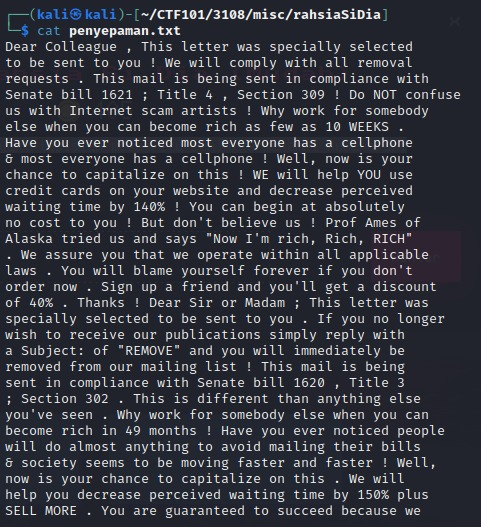 ┌──(kali㉿kali)-[~/CTF101/3108/misc/rahsiaSiDia]
└─$ cat penyepaman.txt
Dear Colleague , This letter was specially selected
to be sent to you ! We will comply with all removal
requests . This mail is being sent in compliance with
Senate bill 1621 ; Title 4 , Section 309 ! Do NOT confuse
us with Internet scam artists ! Why work for somebody
else when you can become rich as few as 10 WEEKS .
Have you ever noticed most everyone has a cellphone
& most everyone has a cellphone ! Well, now is your
chance to capitalize on this ! WE will help YOU use
credit cards on your website and decrease perceived
waiting time by 140% ! You can begin at absolutely
no cost to you ! But don't believe us ! Prof Ames of
Alaska tried us and says "Now I'm rich, Rich, RICH"
. We assure you that we operate within all applicable
laws . You will blame yourself forever if you don't
order now . Sign up a friend and you'll get a discount
of 40% . Thanks ! Dear Sir or Madam ; This letter was
specially selected to be sent to you . If you no longer
wish to receive our publications simply reply with
a Subject: of "REMOVE" and you will immediately be
removed from our mailing list ! This mail is being
sent in compliance with Senate bill 1620 , Title 3
; Section 302 . This is different than anything else
you've seen . Why work for somebody else when you can
become rich in 49 months ! Have you ever noticed people
will do almost anything to avoid mailing their bills
& society seems to be moving faster and faster ! Well,
now is your chance to capitalize on this . We will
help you decrease perceived waiting time by 150% plus
SELL MORE . You are guaranteed to succeed because we